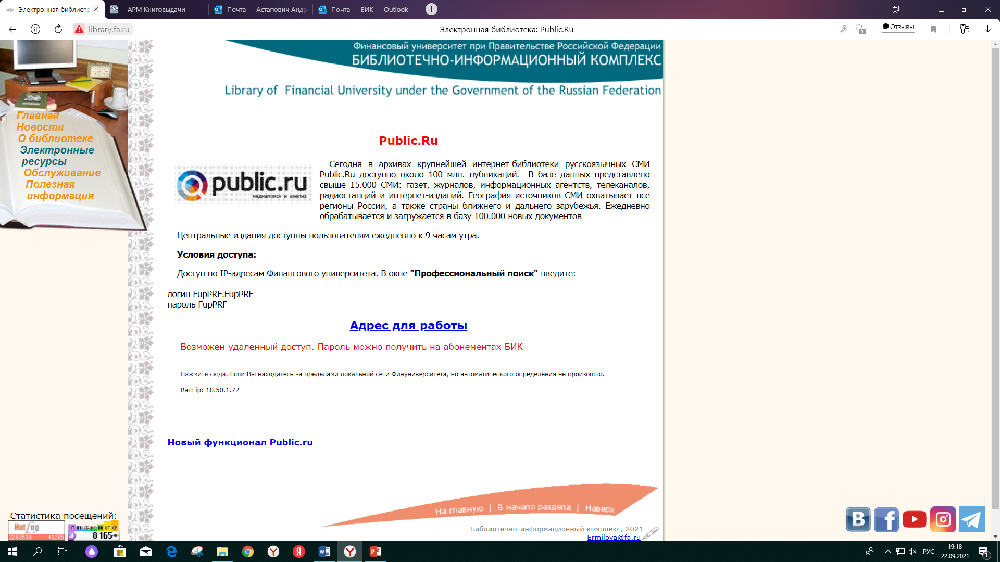 Электронная библиоте
АРМ Книговыдачи
Почта — Астапович Андр
Почта — БИК — Outlook
library.fa.ru
Электронная библиотека: Public.Ru
1
Отзывы
Финансовый университет при Правительстве Российской Федерации
БИБЛИОТЕЧНО-ИНФОРМАЦИОННЫЙ КОМПЛЕКС
Library of Financial University under the Government of the Russian Federation
Главная
Новости
О библиотеке
Электронные
ресурсы
Обслуживание
Полезная
информация
Public.Ru
public.ru
медиапоиск и анализ
Сегодня в архивах крупнейшей интернет-библиотеки русскоязычных СМИ
Public.Ru доступно около 100 млн. публикаций. В базе данных представлено
свыше 15.000 СМИ: газет, журналов, информационных агентств, телеканалов,
радиостанций и интернет-изданий. География источников СМИ охватывает все
регионы России, а также страны ближнего и дальнего зарубежья. Ежедневно
обрабатывается и загружается в базу 100.000 новых документов
Центральные издания доступны пользователям ежедневно к 9 часам утра.
Условия доступа:
Доступ по IP-адресам Финансового университета. В окне "Профессиональный поиск" введите:
логин FupPRF.FupPRF
пароль FupPRF
Адрес для работы
Возможен удаленный доступ. Пароль можно получить на абонементах БИК
Нажмите сюда, Если Вы находитесь за пределами локальной сети Финуниверситета, но автоматического определения не произошло.
Ваш ip: 10.50.1.72
Новый функционал Public.ru
На главную | В начало раздела | Наверх
Статистика посещений:
HotLog
2293519 +1265
ЧТ ПТ СБ ВС ПН ВТ СР
8 165
Библиотечно-информационный комплекс, 2021
Ermilova@fa.ru
РУС
19:18
22.09.2021
1